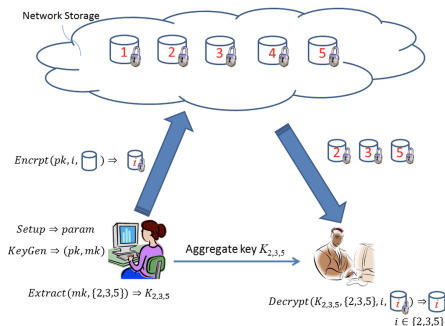 Network Storage
1 2 3 4 5
2 3 5
Encrpt(pk, i, ) ⇒ i
Setup ⇒ param
KeyGen ⇒ (pk, mk)
Aggregate key K2,3,5
Extract(mk, {2,3,5}) ⇒ K2,3,5
Decrypt(K2,3,5, {2,3,5}, i, i) ⇒ i
i ∈ {2,3,5}